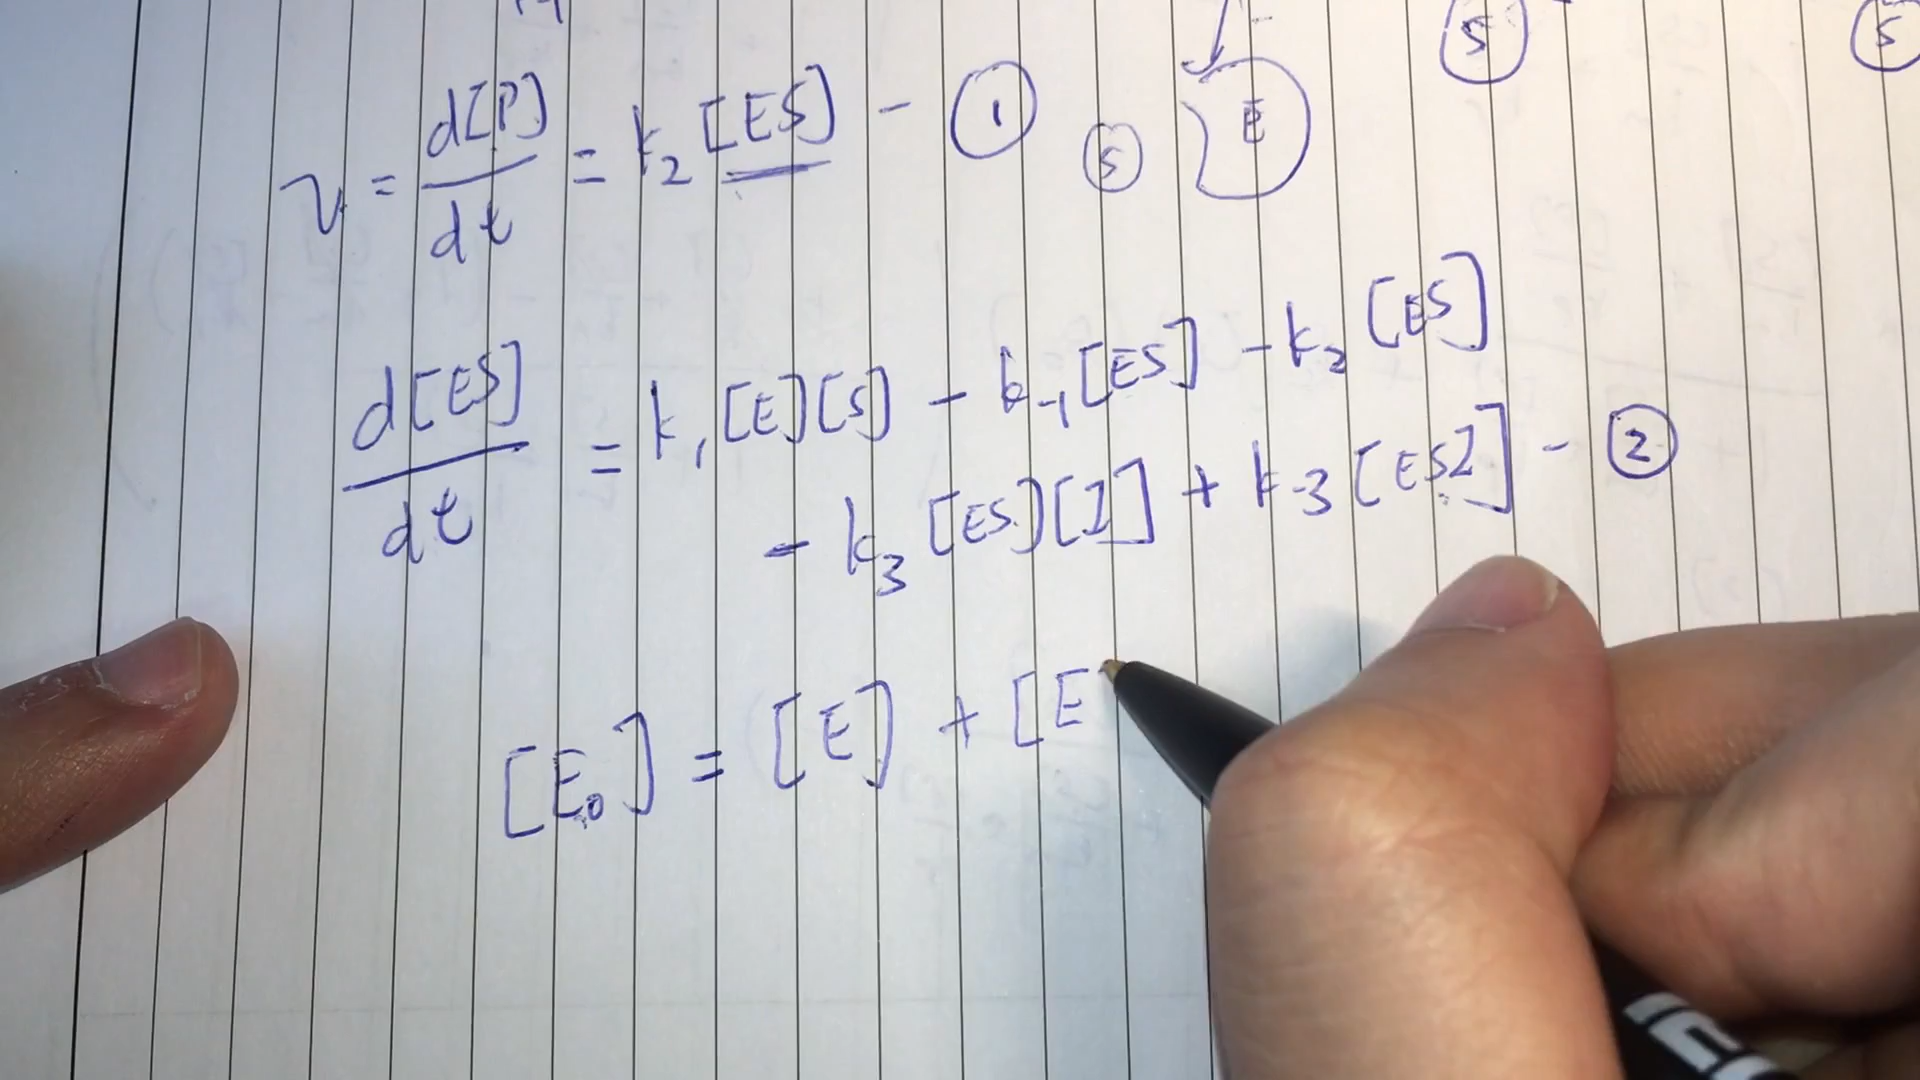 v = d[P]/dt = k₂ [ES] - ①
S E
S
S
d[ES]/dt = k₁[E][S] - k₋₁[ES] - k₂[ES]
- k₃[ES][I] + k₋₃[ESI] - ②
[E₀] = [E] + [E